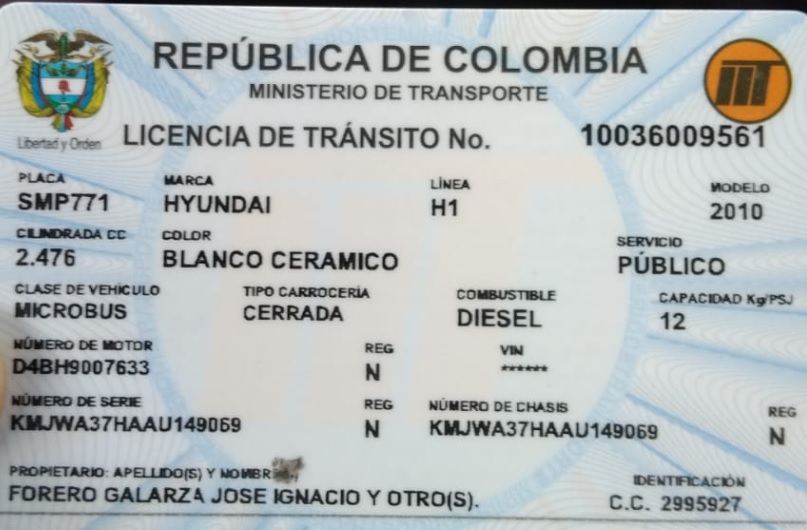 REPÚBLICA DE COLOMBIA
MINISTERIO DE TRANSPORTE
Libertad y Orden
LICENCIA DE TRÁNSITO No. 10036009561
PLACA MARCA LÍNEA MODELO
SMP771 HYUNDAI H1 2010
CILINDRADA CC COLOR SERVICIO
2.476 BLANCO CERAMICO PÚBLICO
CLASE DE VEHÍCULO TIPO CARROCERÍA COMBUSTIBLE CAPACIDAD Kg/PSJ
MICROBUS CERRADA DIESEL 12
NÚMERO DE MOTOR REG VIN
D4BH9007633 N ******
NÚMERO DE SERIE REG NÚMERO DE CHASIS REG
KMJWA37HAAU149069 N KMJWA37HAAU149069 N
PROPIETARIO: APELLIDO(S) Y NOMBR IDENTIFICACIÓN
FORERO GALARZA JOSE IGNACIO Y OTRO(S). C.C. 2995927